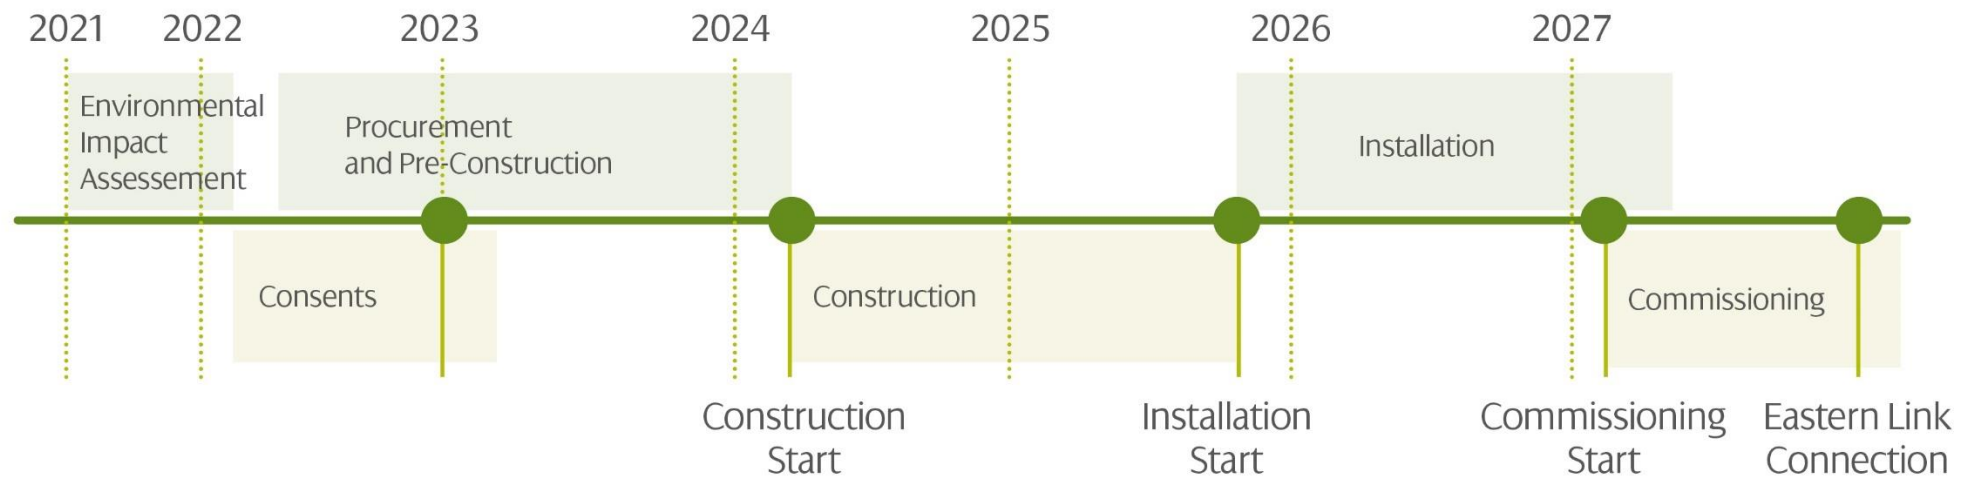 2021 2022 2023 2024 2025 2026 2027
Environmental
Impact
Assessement
Procurement
and Pre-Construction
Installation
Consents
Construction
Commissioning
Construction
Start
Installation
Start
Commissioning
Start
Eastern Link
Connection